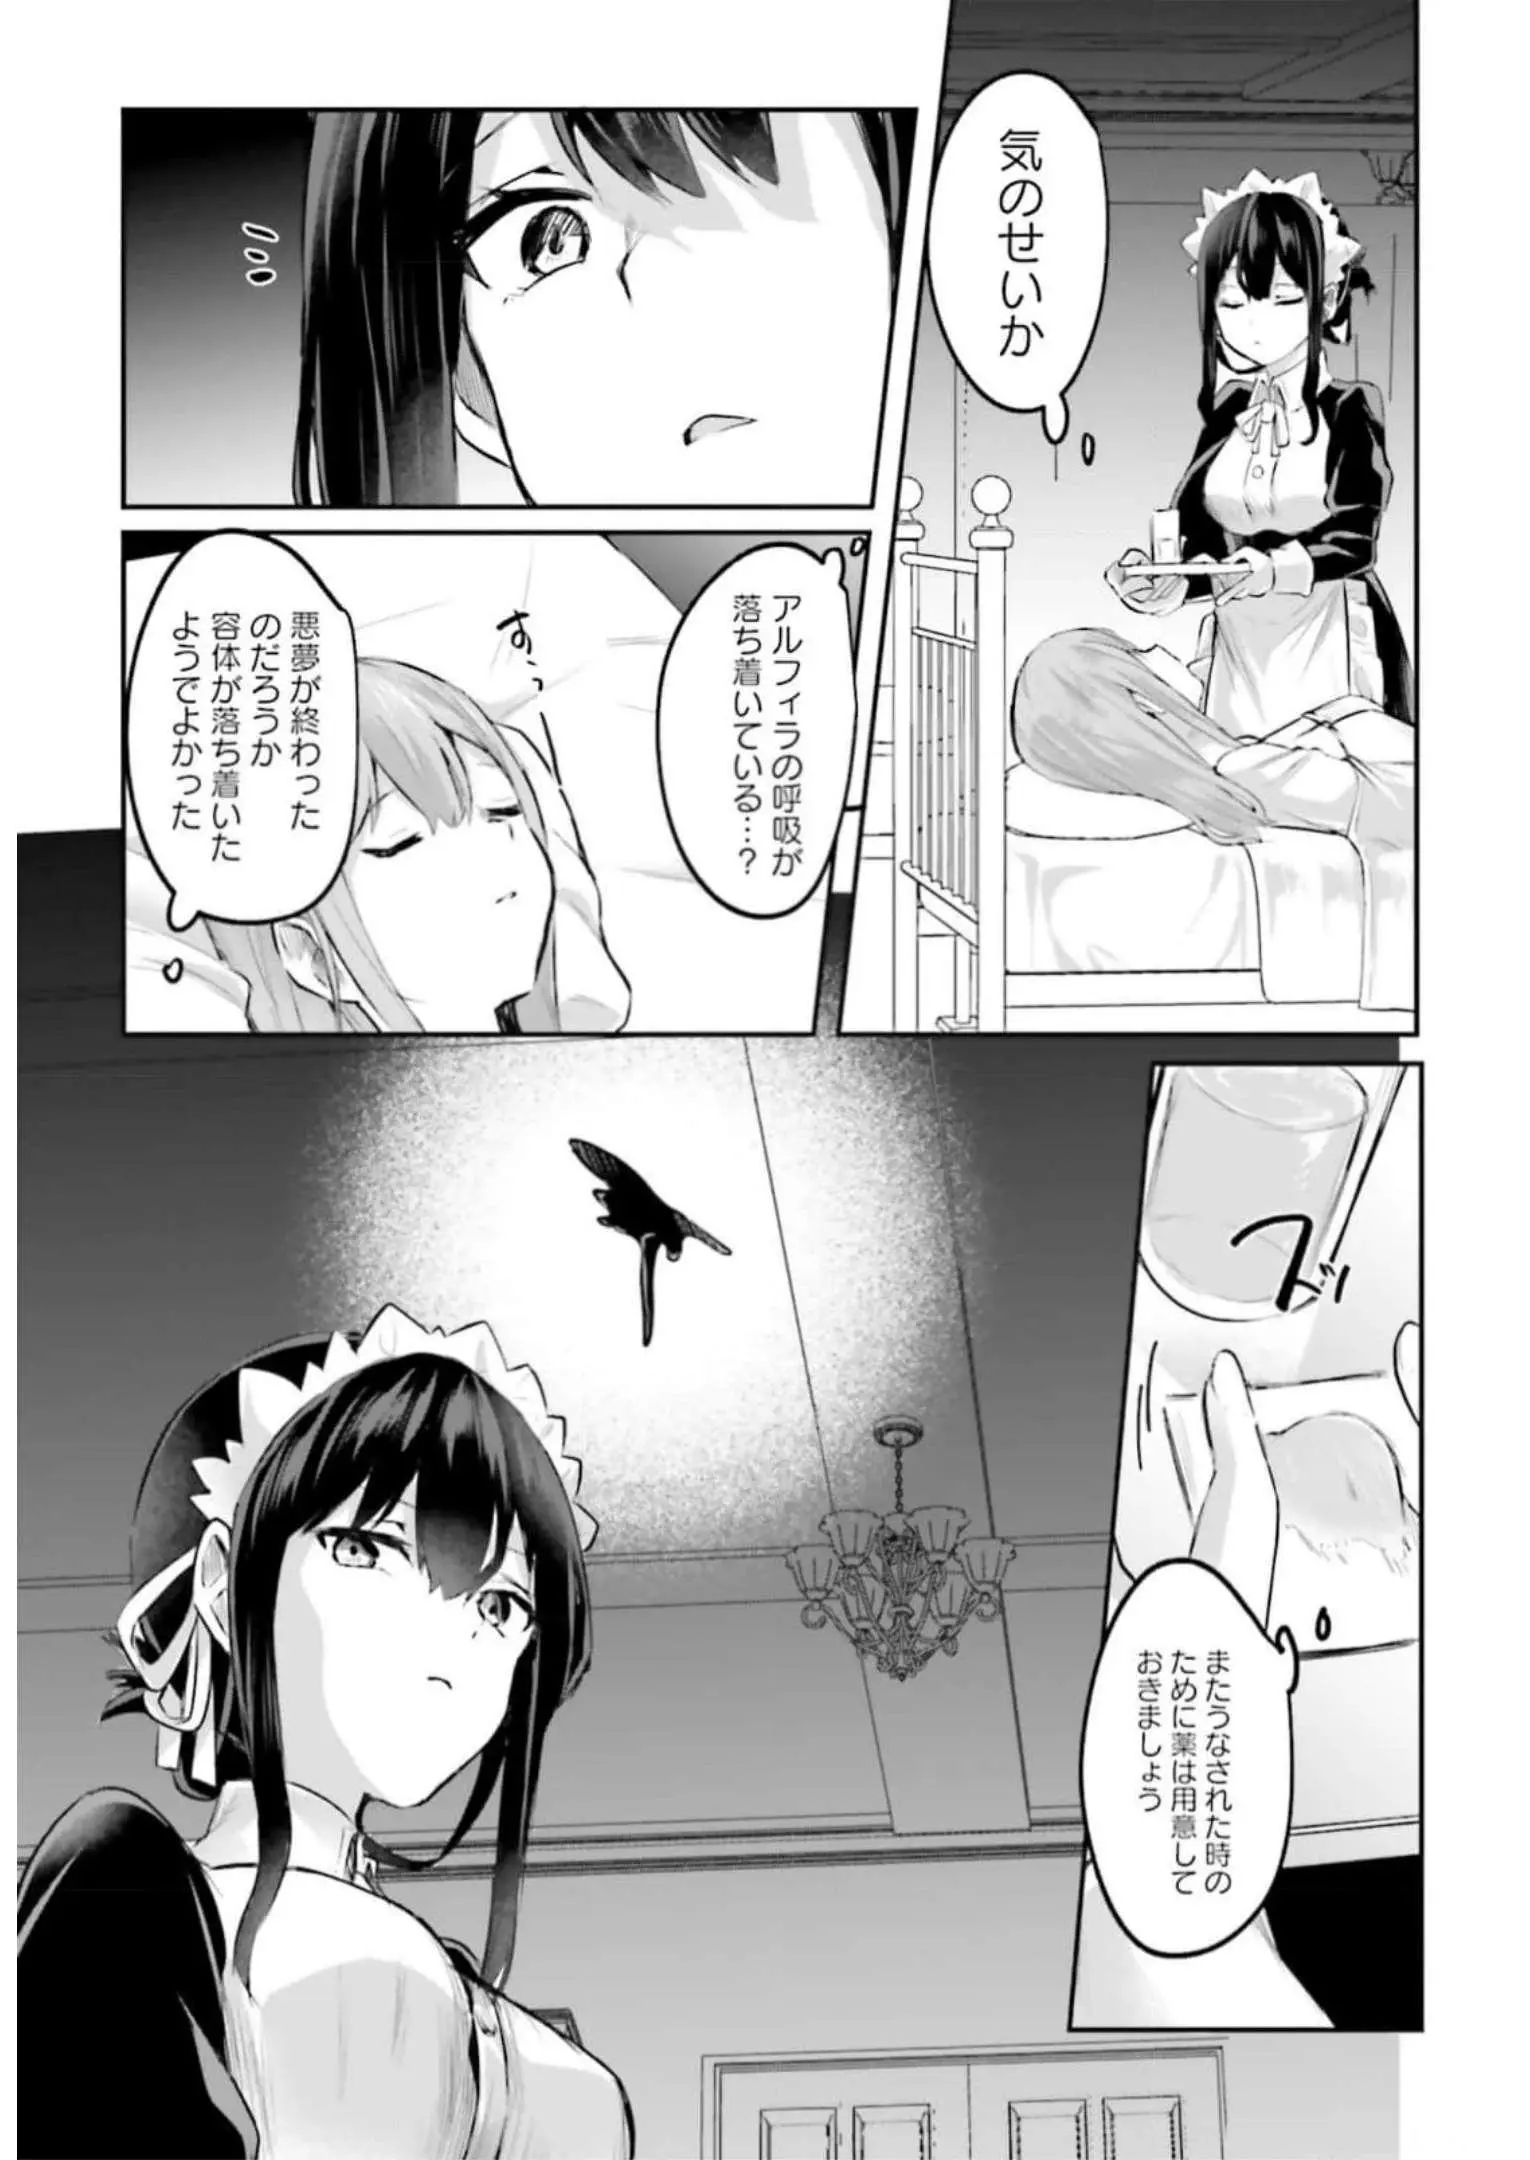 気のせいか
アルフィラの呼吸が
落ち着いている…?
すぅ
悪夢が終わった
のだろうか
容体が落ち着いた
ようでよかった
またうなされた時の
ために薬は用意して
おきましょう